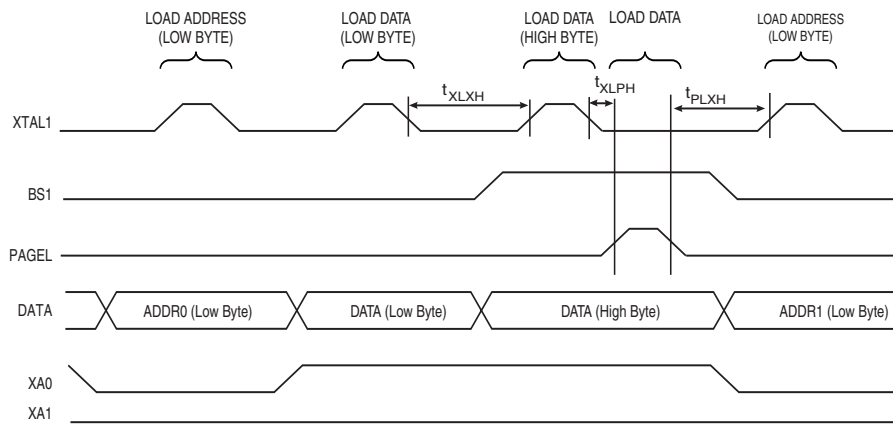 LOAD ADDRESS
(LOW BYTE)
LOAD DATA
(LOW BYTE)
LOAD DATA
(HIGH BYTE)
LOAD DATA
LOAD ADDRESS
(LOW BYTE)
tXLXH
tXLPH
tPLXH
XTAL1
BS1
PAGEL
DATA
ADDR0 (Low Byte)
DATA (Low Byte)
DATA (High Byte)
ADDR1 (Low Byte)
XA0
XA1